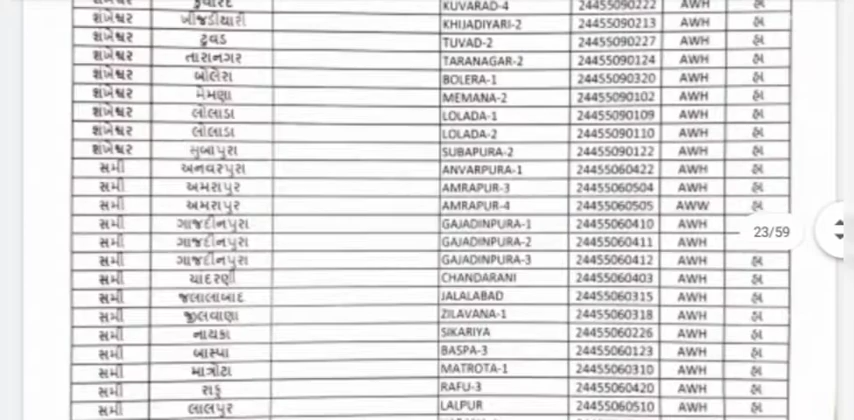 શંખેશ્વર KUVARAD-4 24455090222 AWH હા
શંખેશ્વર ખીજડીયારી KHIJADIYARI-2 24455090213 AWH હા
શંખેશ્વર ટુવડ TUVAD-2 24455090227 AWH હા
શંખેશ્વર તારાનગર TARANAGAR-2 24455090124 AWH હા
શંખેશ્વર બોલેરા BOLERA-1 24455090320 AWH હા
શંખેશ્વર મેમણા MEMANA-2 24455090102 AWH હા
શંખેશ્વર લોલાડા LOLADA-1 24455090109 AWH હા
શંખેશ્વર લોલાડા LOLADA-2 24455090110 AWH હા
શંખેશ્વર સુબાપુરા SUBAPURA-2 24455090122 AWH હા
સમી અનવરપુરા ANVARPURA-1 24455060422 AWH હા
સમી અમરાપુર AMRAPUR-3 24455060504 AWH હા
સમી અમરાપુર AMRAPUR-4 24455060505 AWW હા
સમી ગાજદીનપુરા GAJADINPURA-1 24455060410 AWH
23/59
સમી ગાજદીનપુરા GAJADINPURA-2 24455060411 AWH
સમી ગાજદીનપુરા GAJADINPURA-3 24455060412 AWH હા
સમી ચાદરણી CHANDARANI 24455060403 AWH હા
સમી જલાલાબાદ JALALABAD 24455060315 AWH હા
સમી જીલવાણા ZILAVANA-1 24455060318 AWH હા
સમી નાયકા SIKARIYA 24455060226 AWH હા
સમી બાસ્પા BASPA-3 24455060123 AWH હા
સમી માત્રોટા MATROTA-1 24455060310 AWH હા
સમી રાફુ RAFU-3 24455060420 AWH હા
સમી લાલપુર LALPUR 24455060510 AWH હા